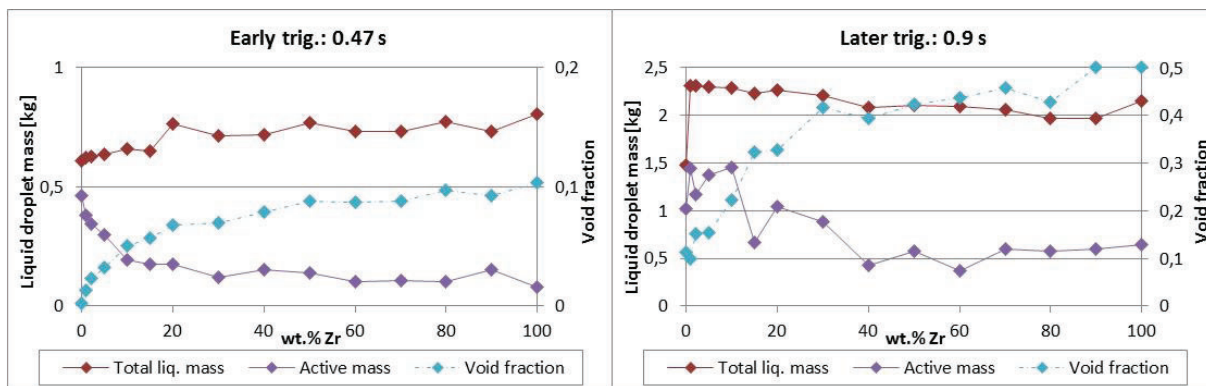 Early trig.: 0.47 s
Liquid droplet mass [kg]
1
0,5
0
0,2
0,1
0
Void fraction
0 20 40 60 80 100
wt.% Zr
Total liq. mass Active mass Void fraction
Later trig.: 0.9 s
Liquid droplet mass [kg]
2,5
2
1,5
1
0,5
0
0,5
0,4
0,3
0,2
0,1
0
Void fraction
0 20 40 60 80 100
wt.% Zr
Total liq. mass Active mass Void fraction